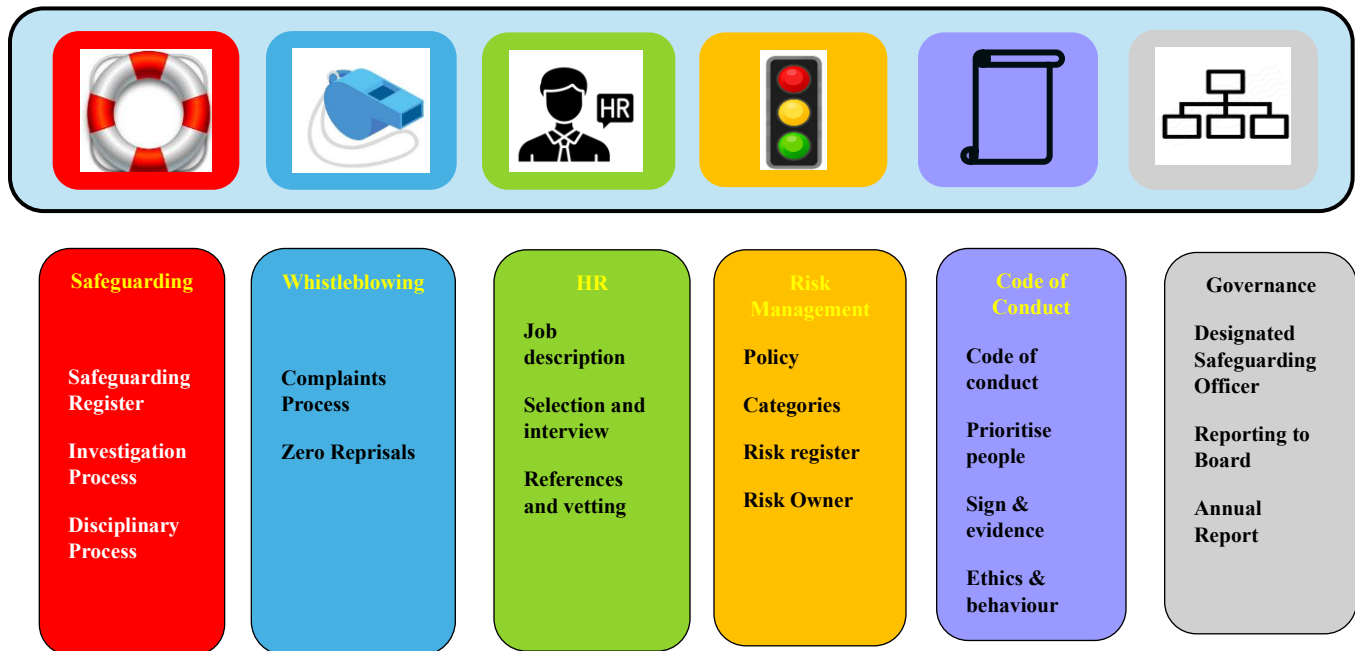 HR
Safeguarding
Safeguarding
Register
Investigation
Process
Disciplinary
Process
Whistleblowing
Complaints
Process
Zero Reprisals
HR
Job
description
Selection and
interview
References
and vetting
Risk
Management
Policy
Categories
Risk register
Risk Owner
Code of
Conduct
Code of
conduct
Prioritise
people
Sign &
evidence
Ethics &
behaviour
Governance
Designated
Safeguarding
Officer
Reporting to
Board
Annual
Report